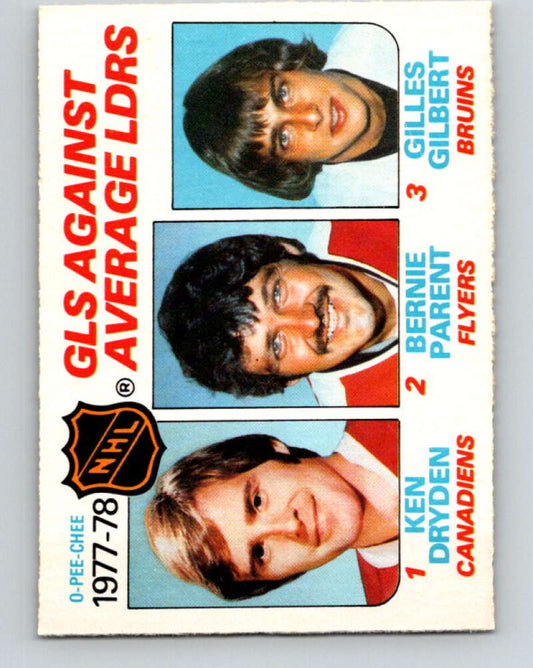 O-PEE-CHEE
1977-78
NHL
®
GLS AGAINST
AVERAGE LDRS
1 KEN
DRYDEN
CANADIENS
2 BERNIE
PARENT
FLYERS
3 GILLES
GILBERT
BRUINS